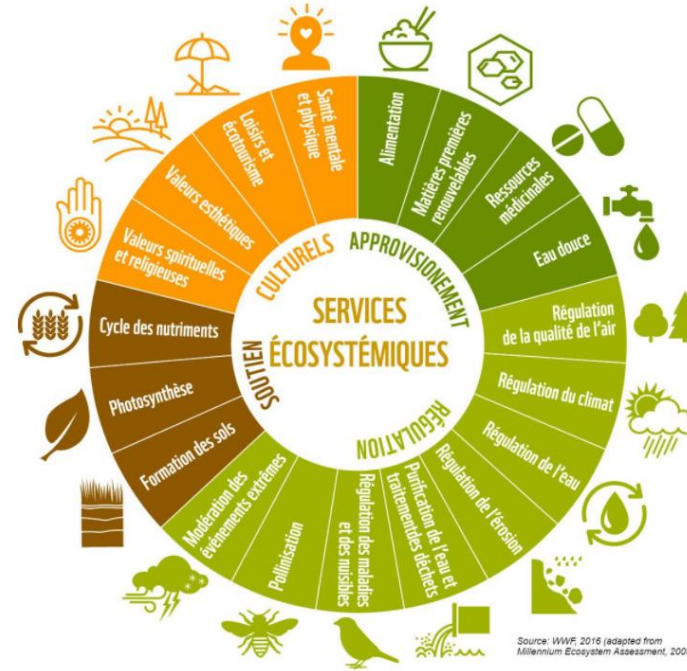 SERVICES
ÉCOSYSTÉMIQUES
APPROVISIONEMENT
Alimentation
Matières premières
renouvelables
Ressources
médicinales
Eau douce
RÉGULATION
Régulation
de la qualité de l'air
Régulation du climat
Régulation de l'eau
Régulation de l'érosion
Purification de l'eau et
traitementdes déchets
Régulation des maladies
et des nuisibles
Pollinisation
Modération des
événements extrêmes
SOUTIEN
Formation des sols
Photosynthèse
Cycle des nutriments
CULTURELS
Valeurs spirituelles
et religieuses
Valeurs esthétiques
Loisirs et
écotourisme
Santé mentale
et physique
Source: WWF, 2016 (adapted from
Millennium Ecosystem Assessment,